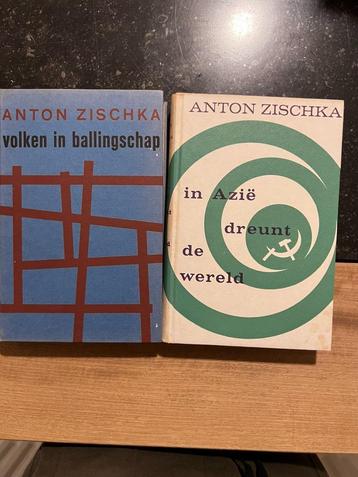 ANTON ZISCHKA
volken in ballingschap
ANTON ZISCHKA
in Azië
dreunt
de
wereld